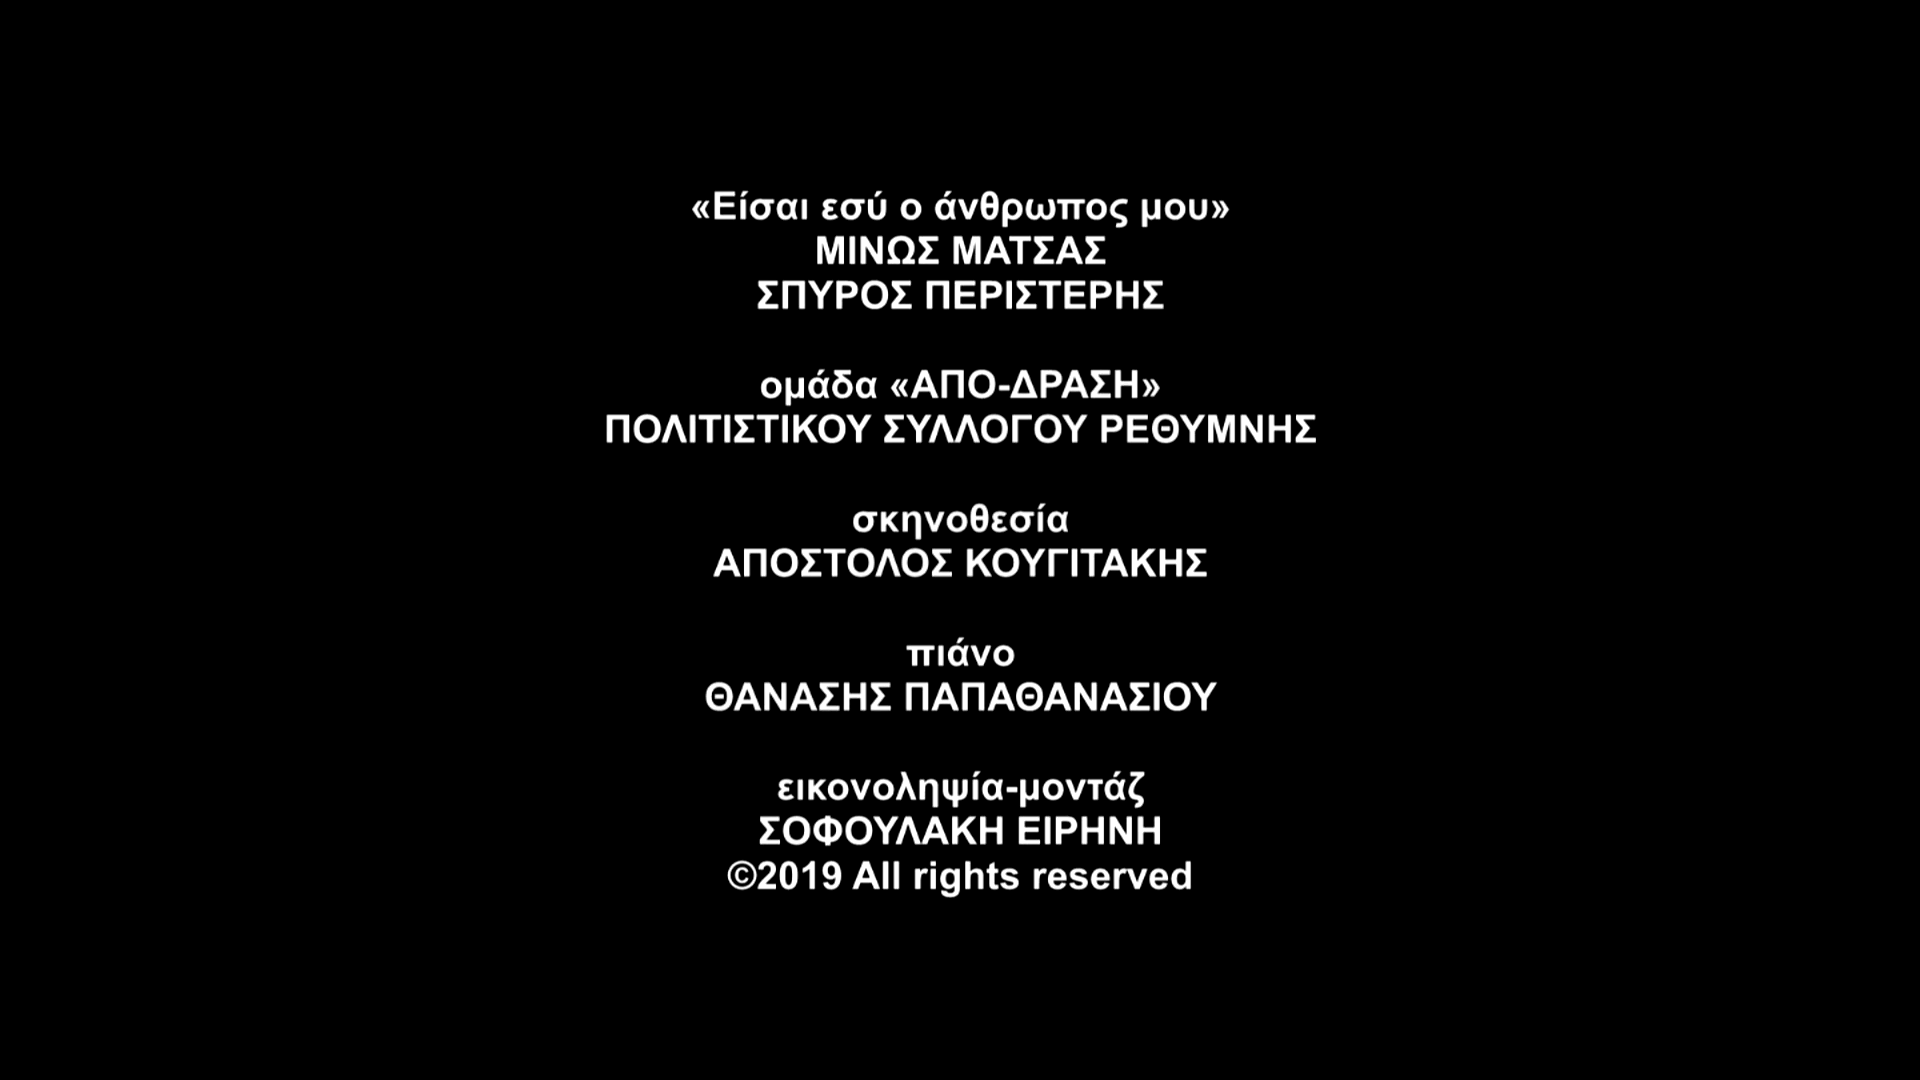 «Είσαι εσύ ο άνθρωπος μου»
ΜΙΝΩΣ ΜΑΤΣΑΣ
ΣΠΥΡΟΣ ΠΕΡΙΣΤΕΡΗΣ
ομάδα «ΑΠΟ-ΔΡΑΣΗ»
ΠΟΛΙΤΙΣΤΙΚΟΥ ΣΥΛΛΟΓΟΥ ΡΕΘΥΜΝΗΣ
σκηνοθεσία
ΑΠΟΣΤΟΛΟΣ ΚΟΥΓΙΤΑΚΗΣ
πιάνο
ΘΑΝΑΣΗΣ ΠΑΠΑΘΑΝΑΣΙΟΥ
εικονοληψία-μοντάζ
ΣΟΦΟΥΛΑΚΗ ΕΙΡΗΝΗ
©2019 All rights reserved